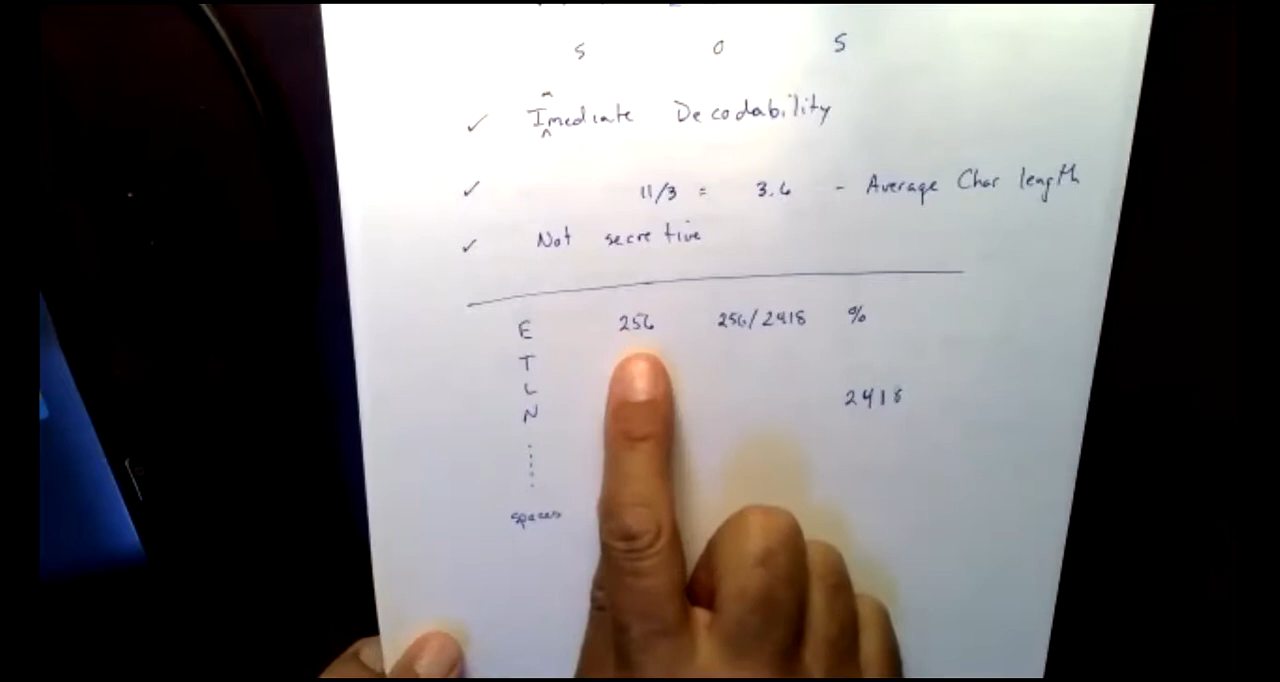 S O S
Imediate Decodability
11/3 = 3.6 - Average Char length
Not secretive
E 256 256/2418 %
T
L
N
2418
spaces